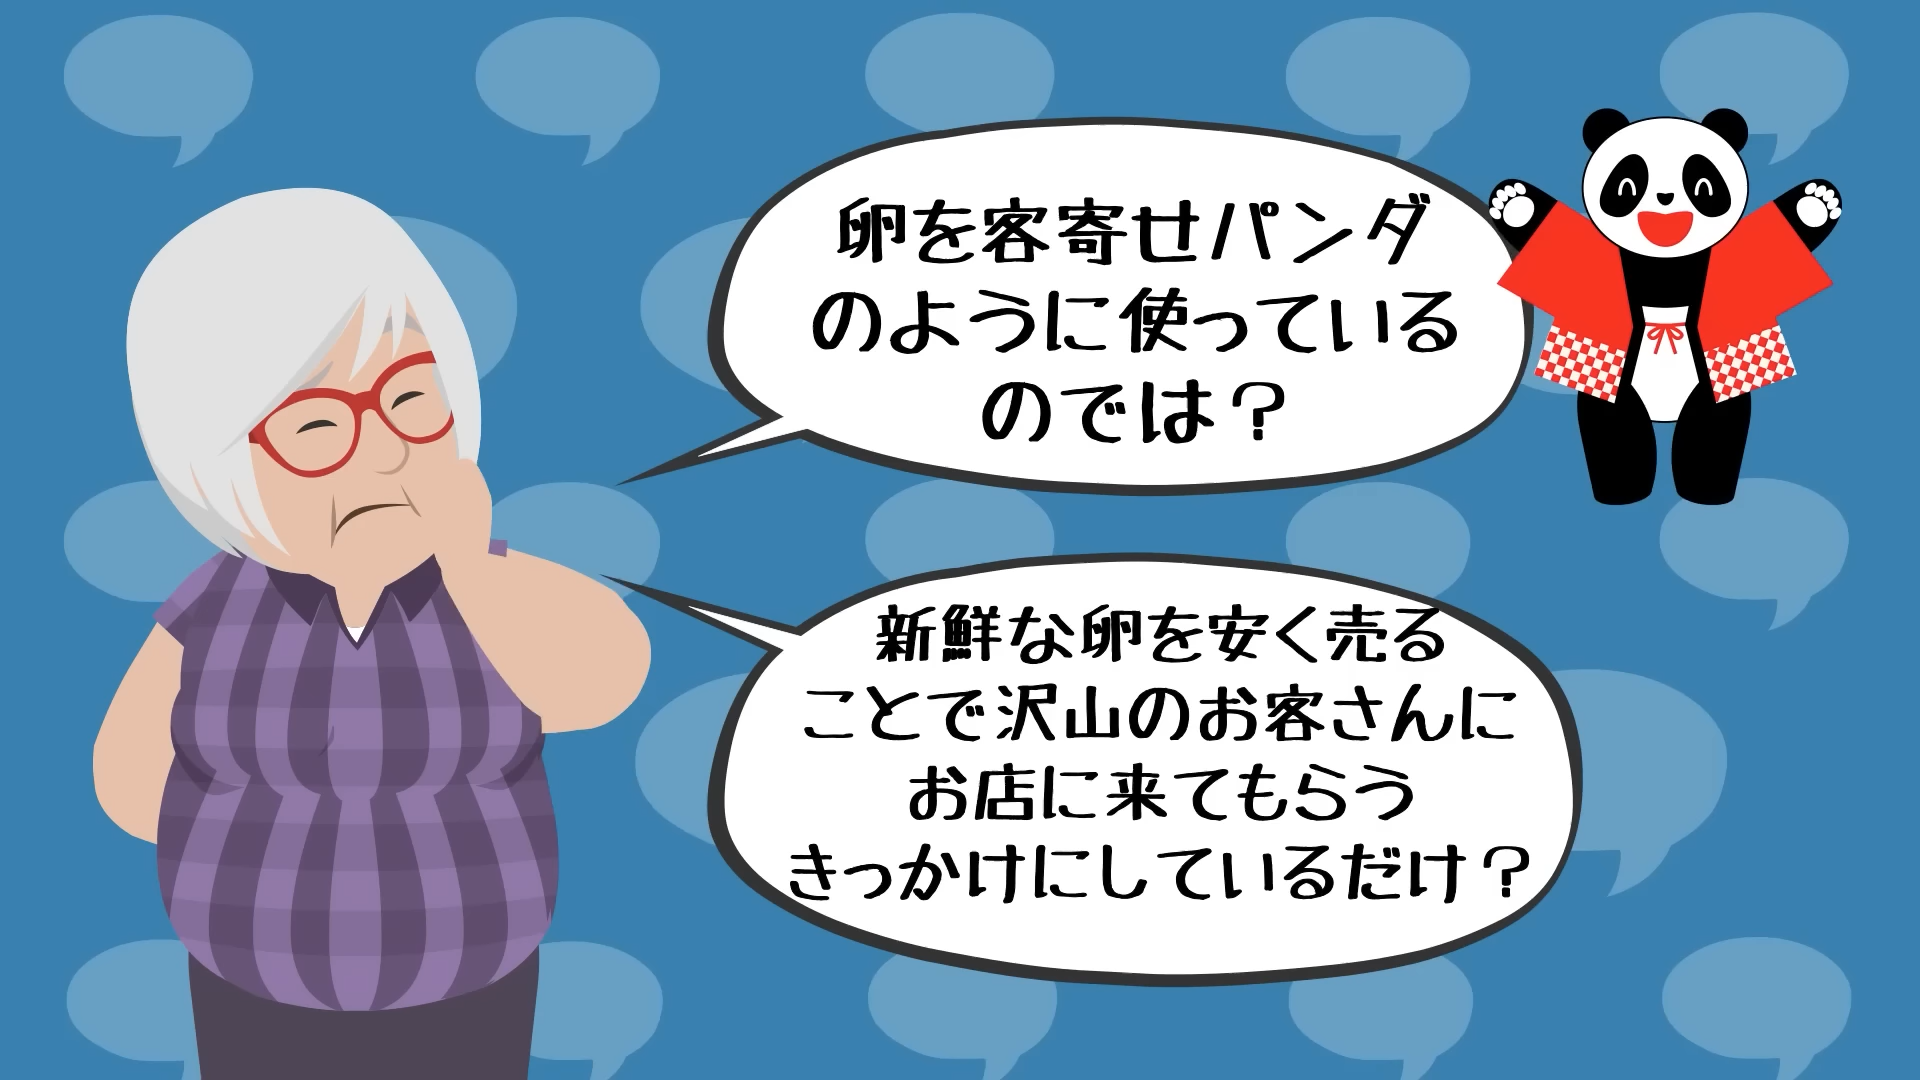 卵を客寄せパンダ
のように使っている
のでは？
新鮮な卵を安く売る
ことで沢山のお客さんに
お店に来てもらう
きっかけにしているだけ？